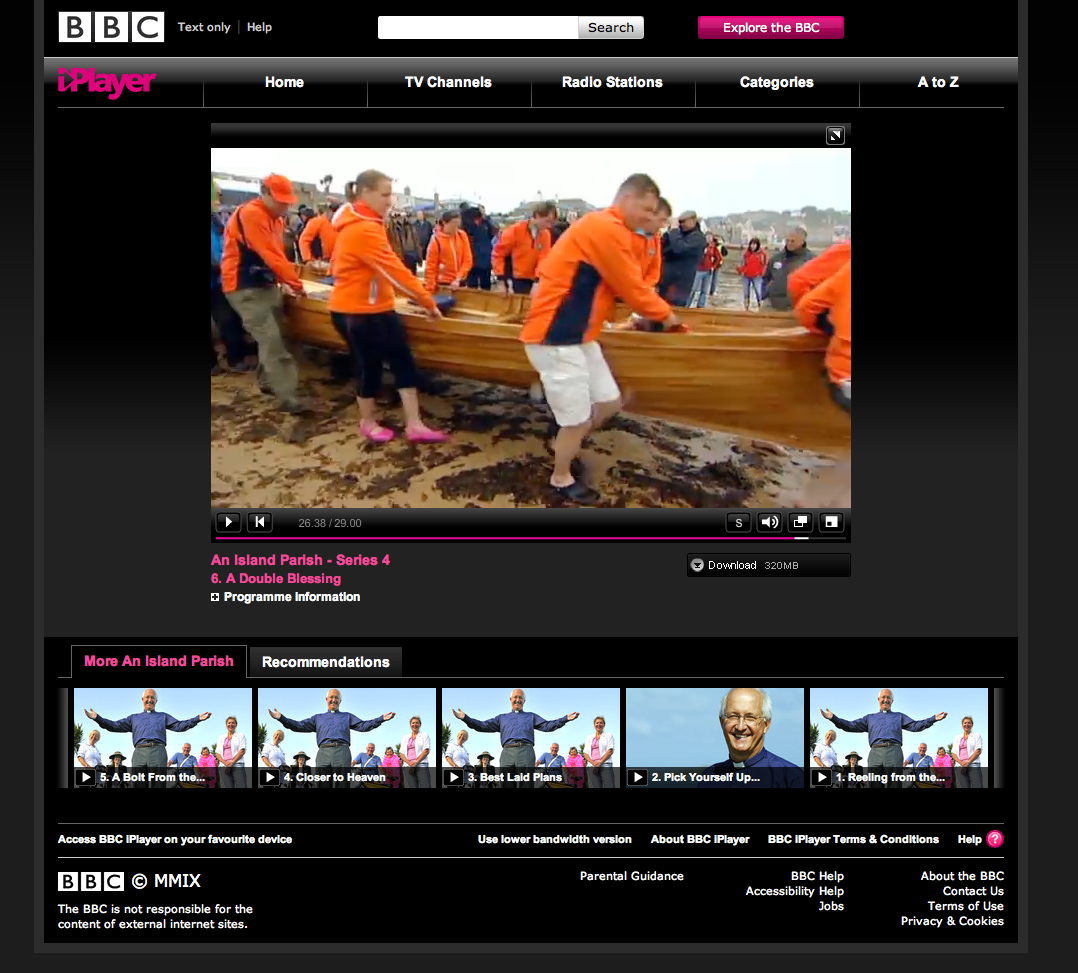 BBC
Text only
Help
Search
Explore the BBC
iPlayer
Home
TV Channels
Radio Stations
Categories
A to Z
26.38 / 29.00
S
An Island Parish - Series 4
6. A Double Blessing
Programme Information
Download 320MB
More An Island Parish
Recommendations
5. A Bolt From the...
4. Closer to Heaven
3. Best Laid Plans
2. Pick Yourself Up...
1. Reeling from the...
Access BBC iPlayer on your favourite device
Use lower bandwidth version
About BBC iPlayer
BBC iPlayer Terms & Conditions
Help ?
BBC © MMIX
The BBC is not responsible for the
content of external internet sites.
Parental Guidance
BBC Help
Accessibility Help
Jobs
About the BBC
Contact Us
Terms of Use
Privacy & Cookies